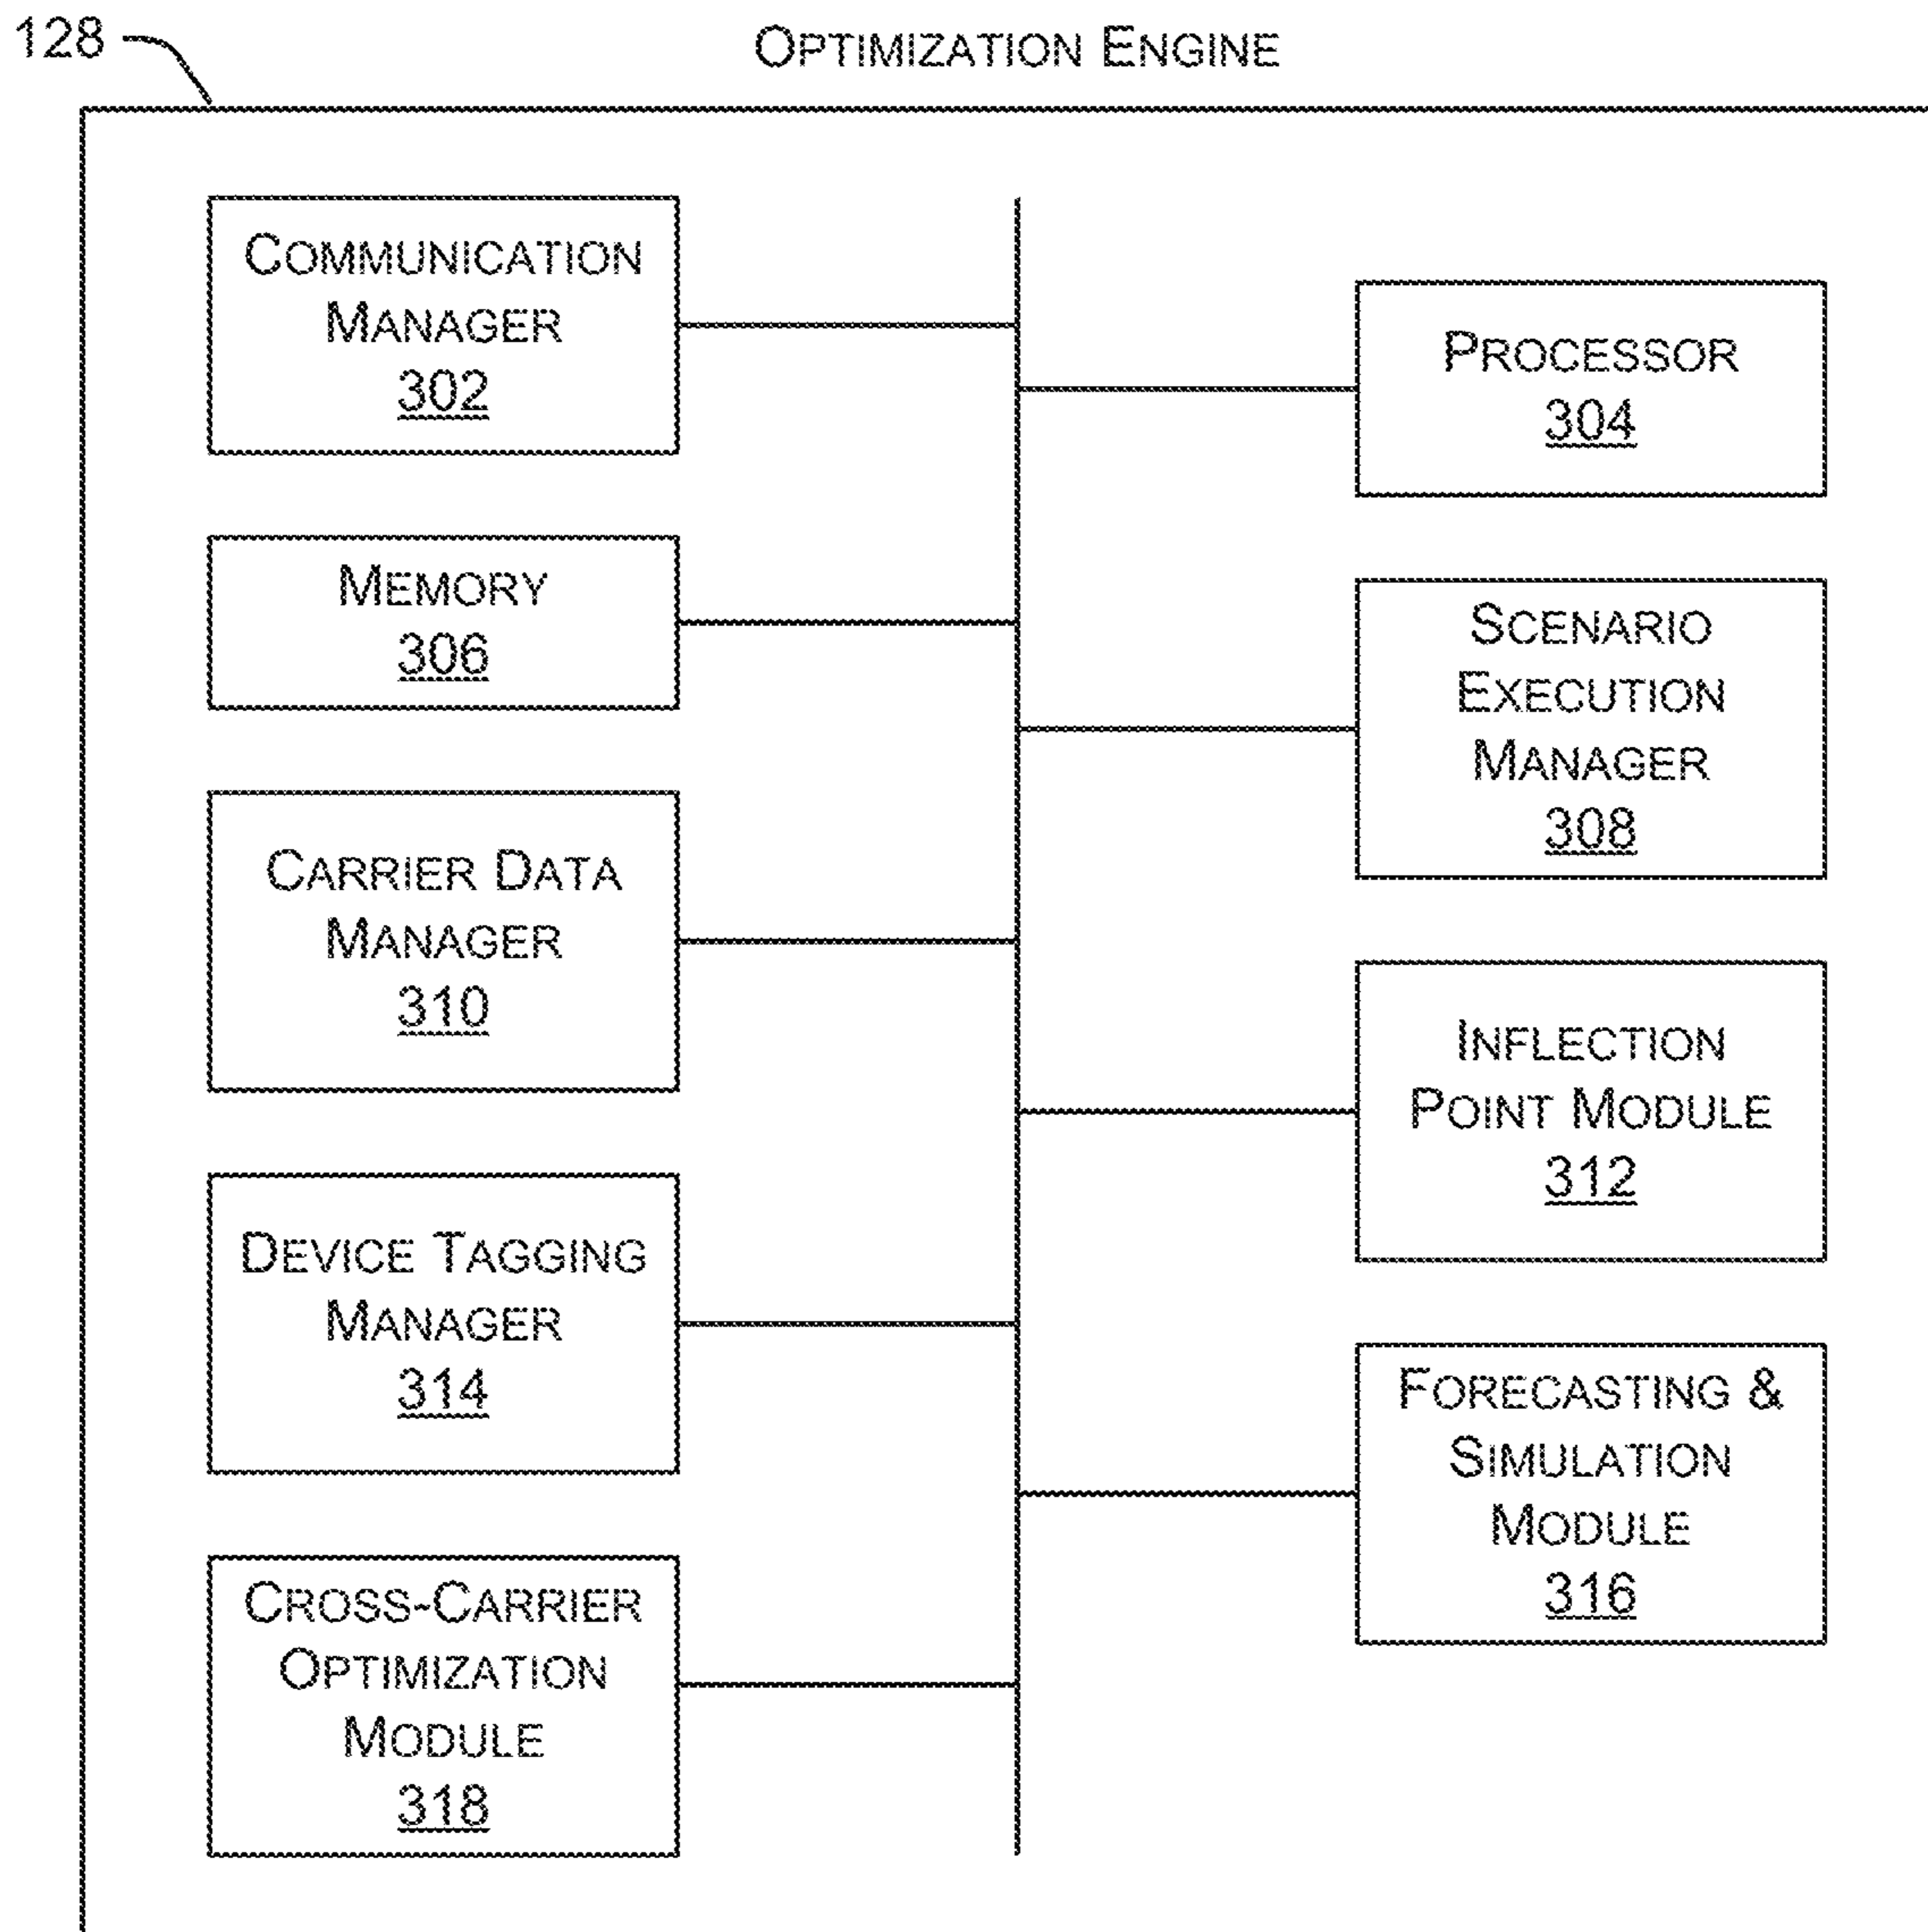 128
OPTIMIZATION ENGINE
COMMUNICATION
MANAGER
302
PROCESSOR
304
MEMORY
306
SCENARIO
EXECUTION
MANAGER
308
CARRIER DATA
MANAGER
310
INFLECTION
POINT MODULE
312
DEVICE TAGGING
MANAGER
314
FORECASTING &
SIMULATION
MODULE
316
CROSS-CARRIER
OPTIMIZATION
MODULE
318